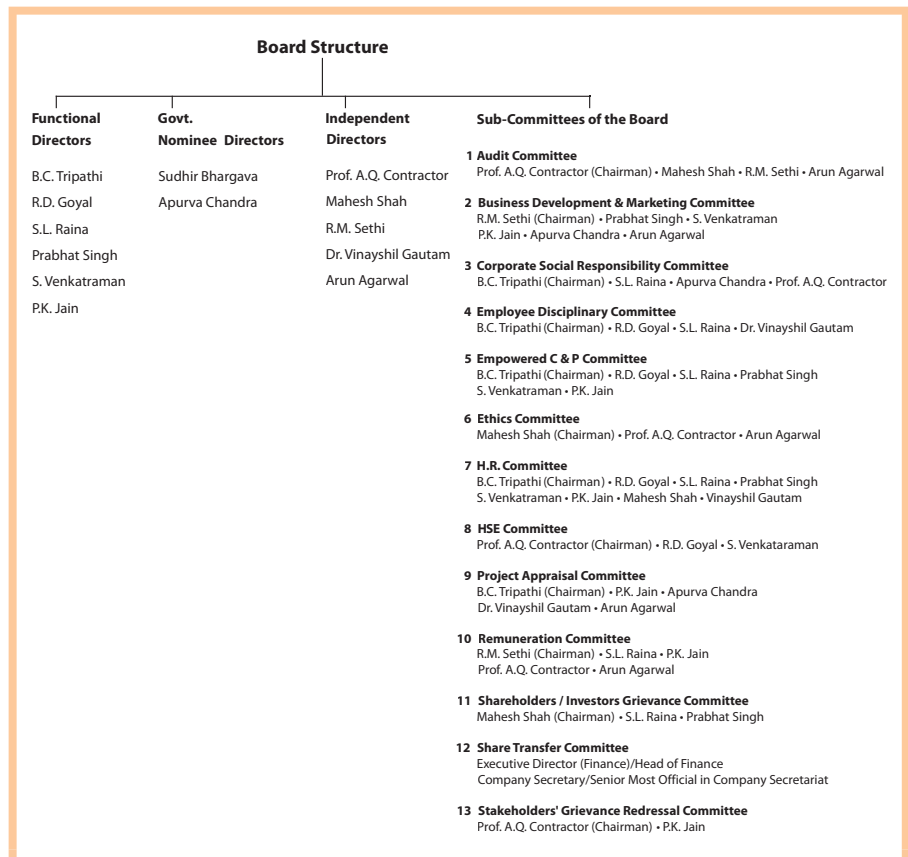 Board Structure
Functional
Directors
B.C. Tripathi
R.D. Goyal
S.L. Raina
Prabhat Singh
S. Venkatraman
P.K. Jain
Govt.
Nominee Directors
Sudhir Bhargava
Apurva Chandra
Independent
Directors
Prof. A.Q. Contractor
Mahesh Shah
R.M. Sethi
Dr. Vinayshil Gautam
Arun Agarwal
Sub-Committees of the Board
1 Audit Committee
Prof. A.Q. Contractor (Chairman) • Mahesh Shah • R.M. Sethi • Arun Agarwal
2 Business Development & Marketing Committee
R.M. Sethi (Chairman) • Prabhat Singh • S. Venkatraman
P.K. Jain • Apurva Chandra • Arun Agarwal
3 Corporate Social Responsibility Committee
B.C. Tripathi (Chairman) • S.L. Raina • Apurva Chandra • Prof. A.Q. Contractor
4 Employee Disciplinary Committee
B.C. Tripathi (Chairman) • R.D. Goyal • S.L. Raina • Dr. Vinayshil Gautam
5 Empowered C & P Committee
B.C. Tripathi (Chairman) • R.D. Goyal • S.L. Raina • Prabhat Singh
S. Venkatraman • P.K. Jain
6 Ethics Committee
Mahesh Shah (Chairman) • Prof. A.Q. Contractor • Arun Agarwal
7 H.R. Committee
B.C. Tripathi (Chairman) • R.D. Goyal • S.L. Raina • Prabhat Singh
S. Venkatraman • P.K. Jain • Mahesh Shah • Vinayshil Gautam
8 HSE Committee
Prof. A.Q. Contractor (Chairman) • R.D. Goyal • S. Venkataraman
9 Project Appraisal Committee
B.C. Tripathi (Chairman) • P.K. Jain • Apurva Chandra
Dr. Vinayshil Gautam • Arun Agarwal
10 Remuneration Committee
R.M. Sethi (Chairman) • S.L. Raina • P.K. Jain
Prof. A.Q. Contractor • Arun Agarwal
11 Shareholders / Investors Grievance Committee
Mahesh Shah (Chairman) • S.L. Raina • Prabhat Singh
12 Share Transfer Committee
Executive Director (Finance)/Head of Finance
Company Secretary/Senior Most Official in Company Secretariat
13 Stakeholders' Grievance Redressal Committee
Prof. A.Q. Contractor (Chairman) • P.K. Jain